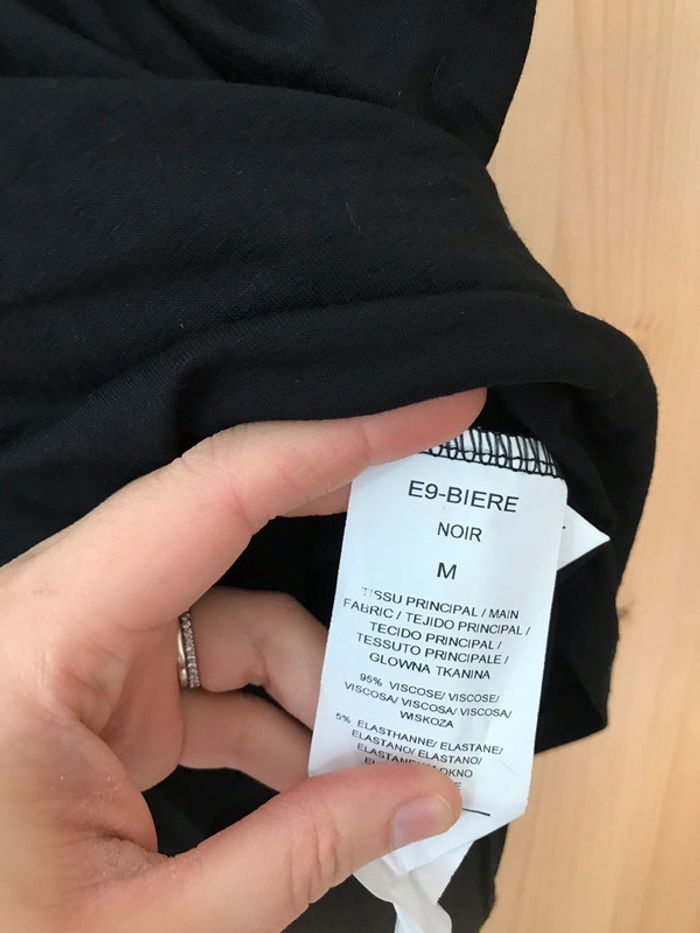 E9-BIERE
NOIR
M
TISSU PRINCIPAL / MAIN
FABRIC / TEJIDO PRINCIPAL /
TECIDO PRINCIPAL /
TESSUTO PRINCIPALE /
GLOWNA TKANINA
95% VISCOSE/ VISCOSE/
VISCOSA/ VISCOSA/ VISCOSA/
WISKOZA
5% ELASTHANNE/ ELASTANE/
ELASTANO/ ELASTANO/